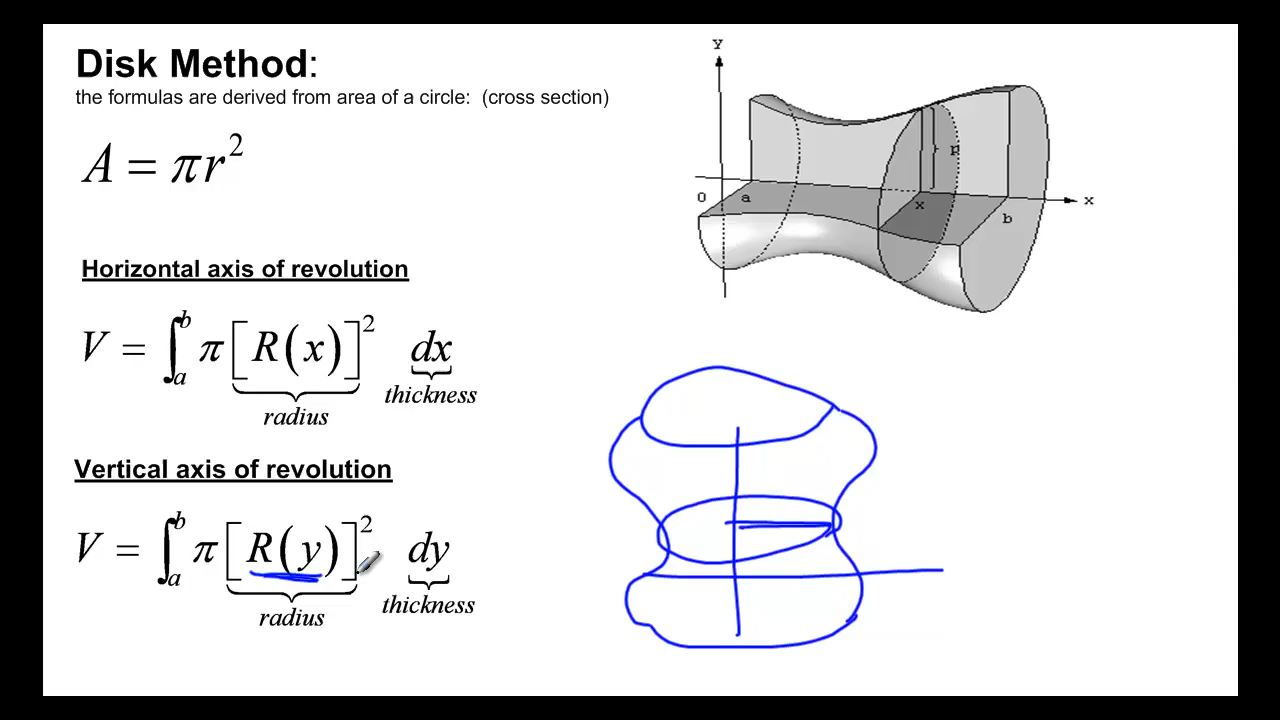 Disk Method:
the formulas are derived from area of a circle: (cross section)
A = πr²
Horizontal axis of revolution
V = ∫ₐᵇ π[R(x)]² dx
radius thickness
Vertical axis of revolution
V = ∫ₐᵇ π[R(y)]² dy
radius thickness
y
r
0 a x b x